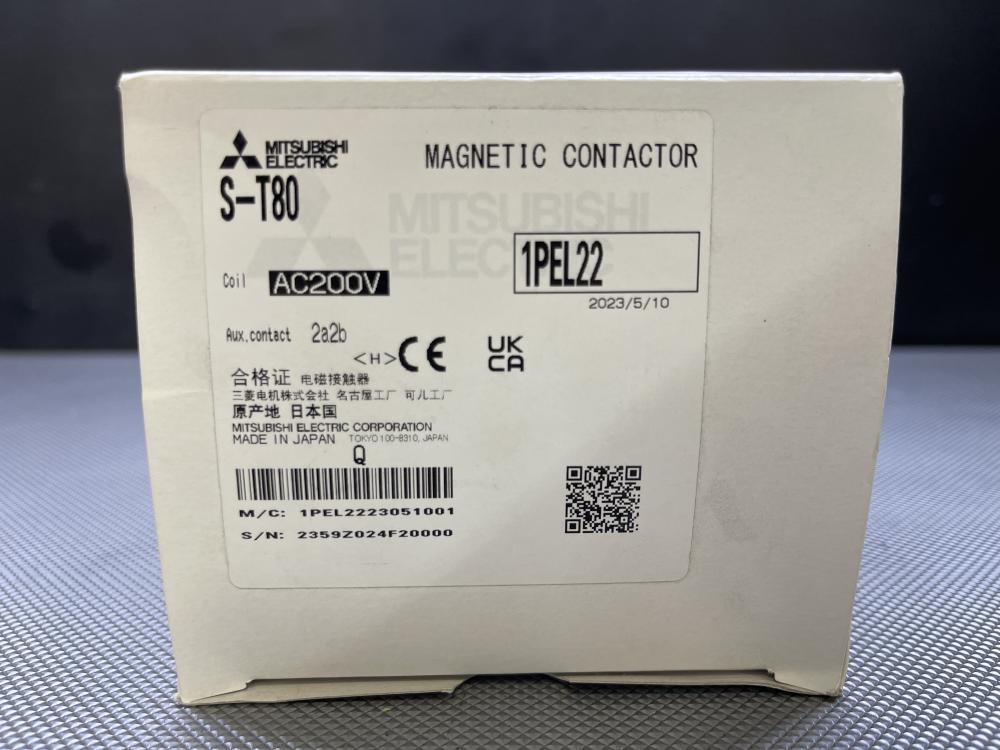 MITSUBISHI
ELECTRIC
MAGNETIC CONTACTOR
S-T80
MITSUBISHI
ELECTRIC
Coil AC200V
1PEL22
2023/5/10
Aux.contact 2a2b
<H> CE UK
CA
合格证 电磁接触器
三菱电机株式会社 名古屋工厂 可儿工厂
原产地 日本国
MITSUBISHI ELECTRIC CORPORATION
MADE IN JAPAN TOKYO 100-8310, JAPAN
Q
M/C: 1PEL2223051001
S/N: 2359Z024F20000